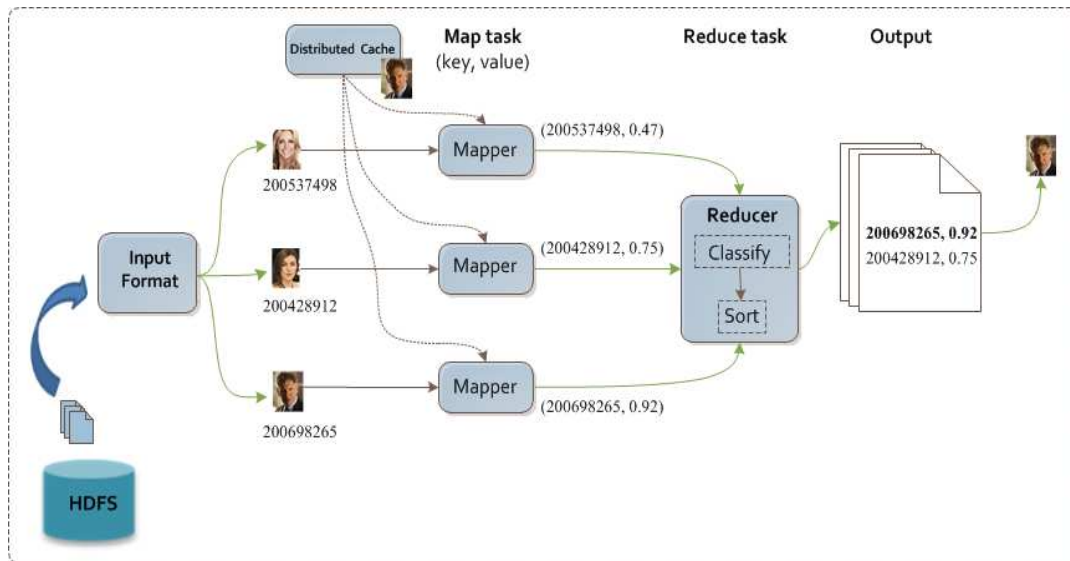 Distributed Cache
Map task
(key, value)
Reduce task
Output
200537498
Mapper
(200537498, 0.47)
Input
Format
200428912
Mapper
(200428912, 0.75)
Reducer
Classify
Sort
200698265, 0.92
200428912, 0.75
200698265
Mapper
(200698265, 0.92)
HDFS